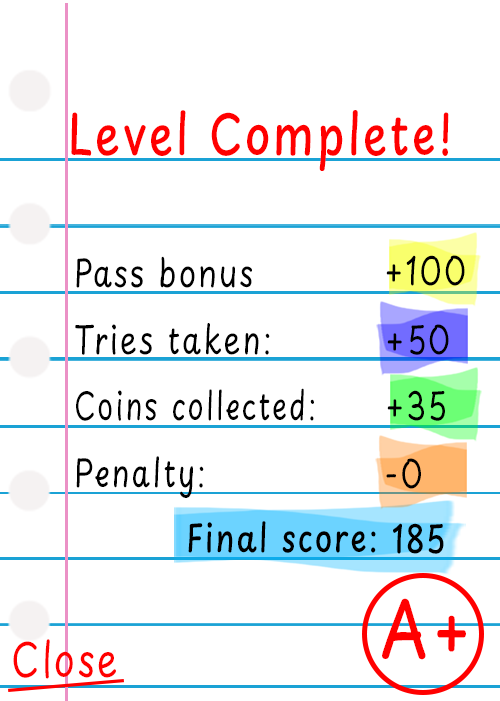 Level Complete!
Pass bonus +100
Tries taken: +50
Coins collected: +35
Penalty: -0
Final score: 185
A+
Close